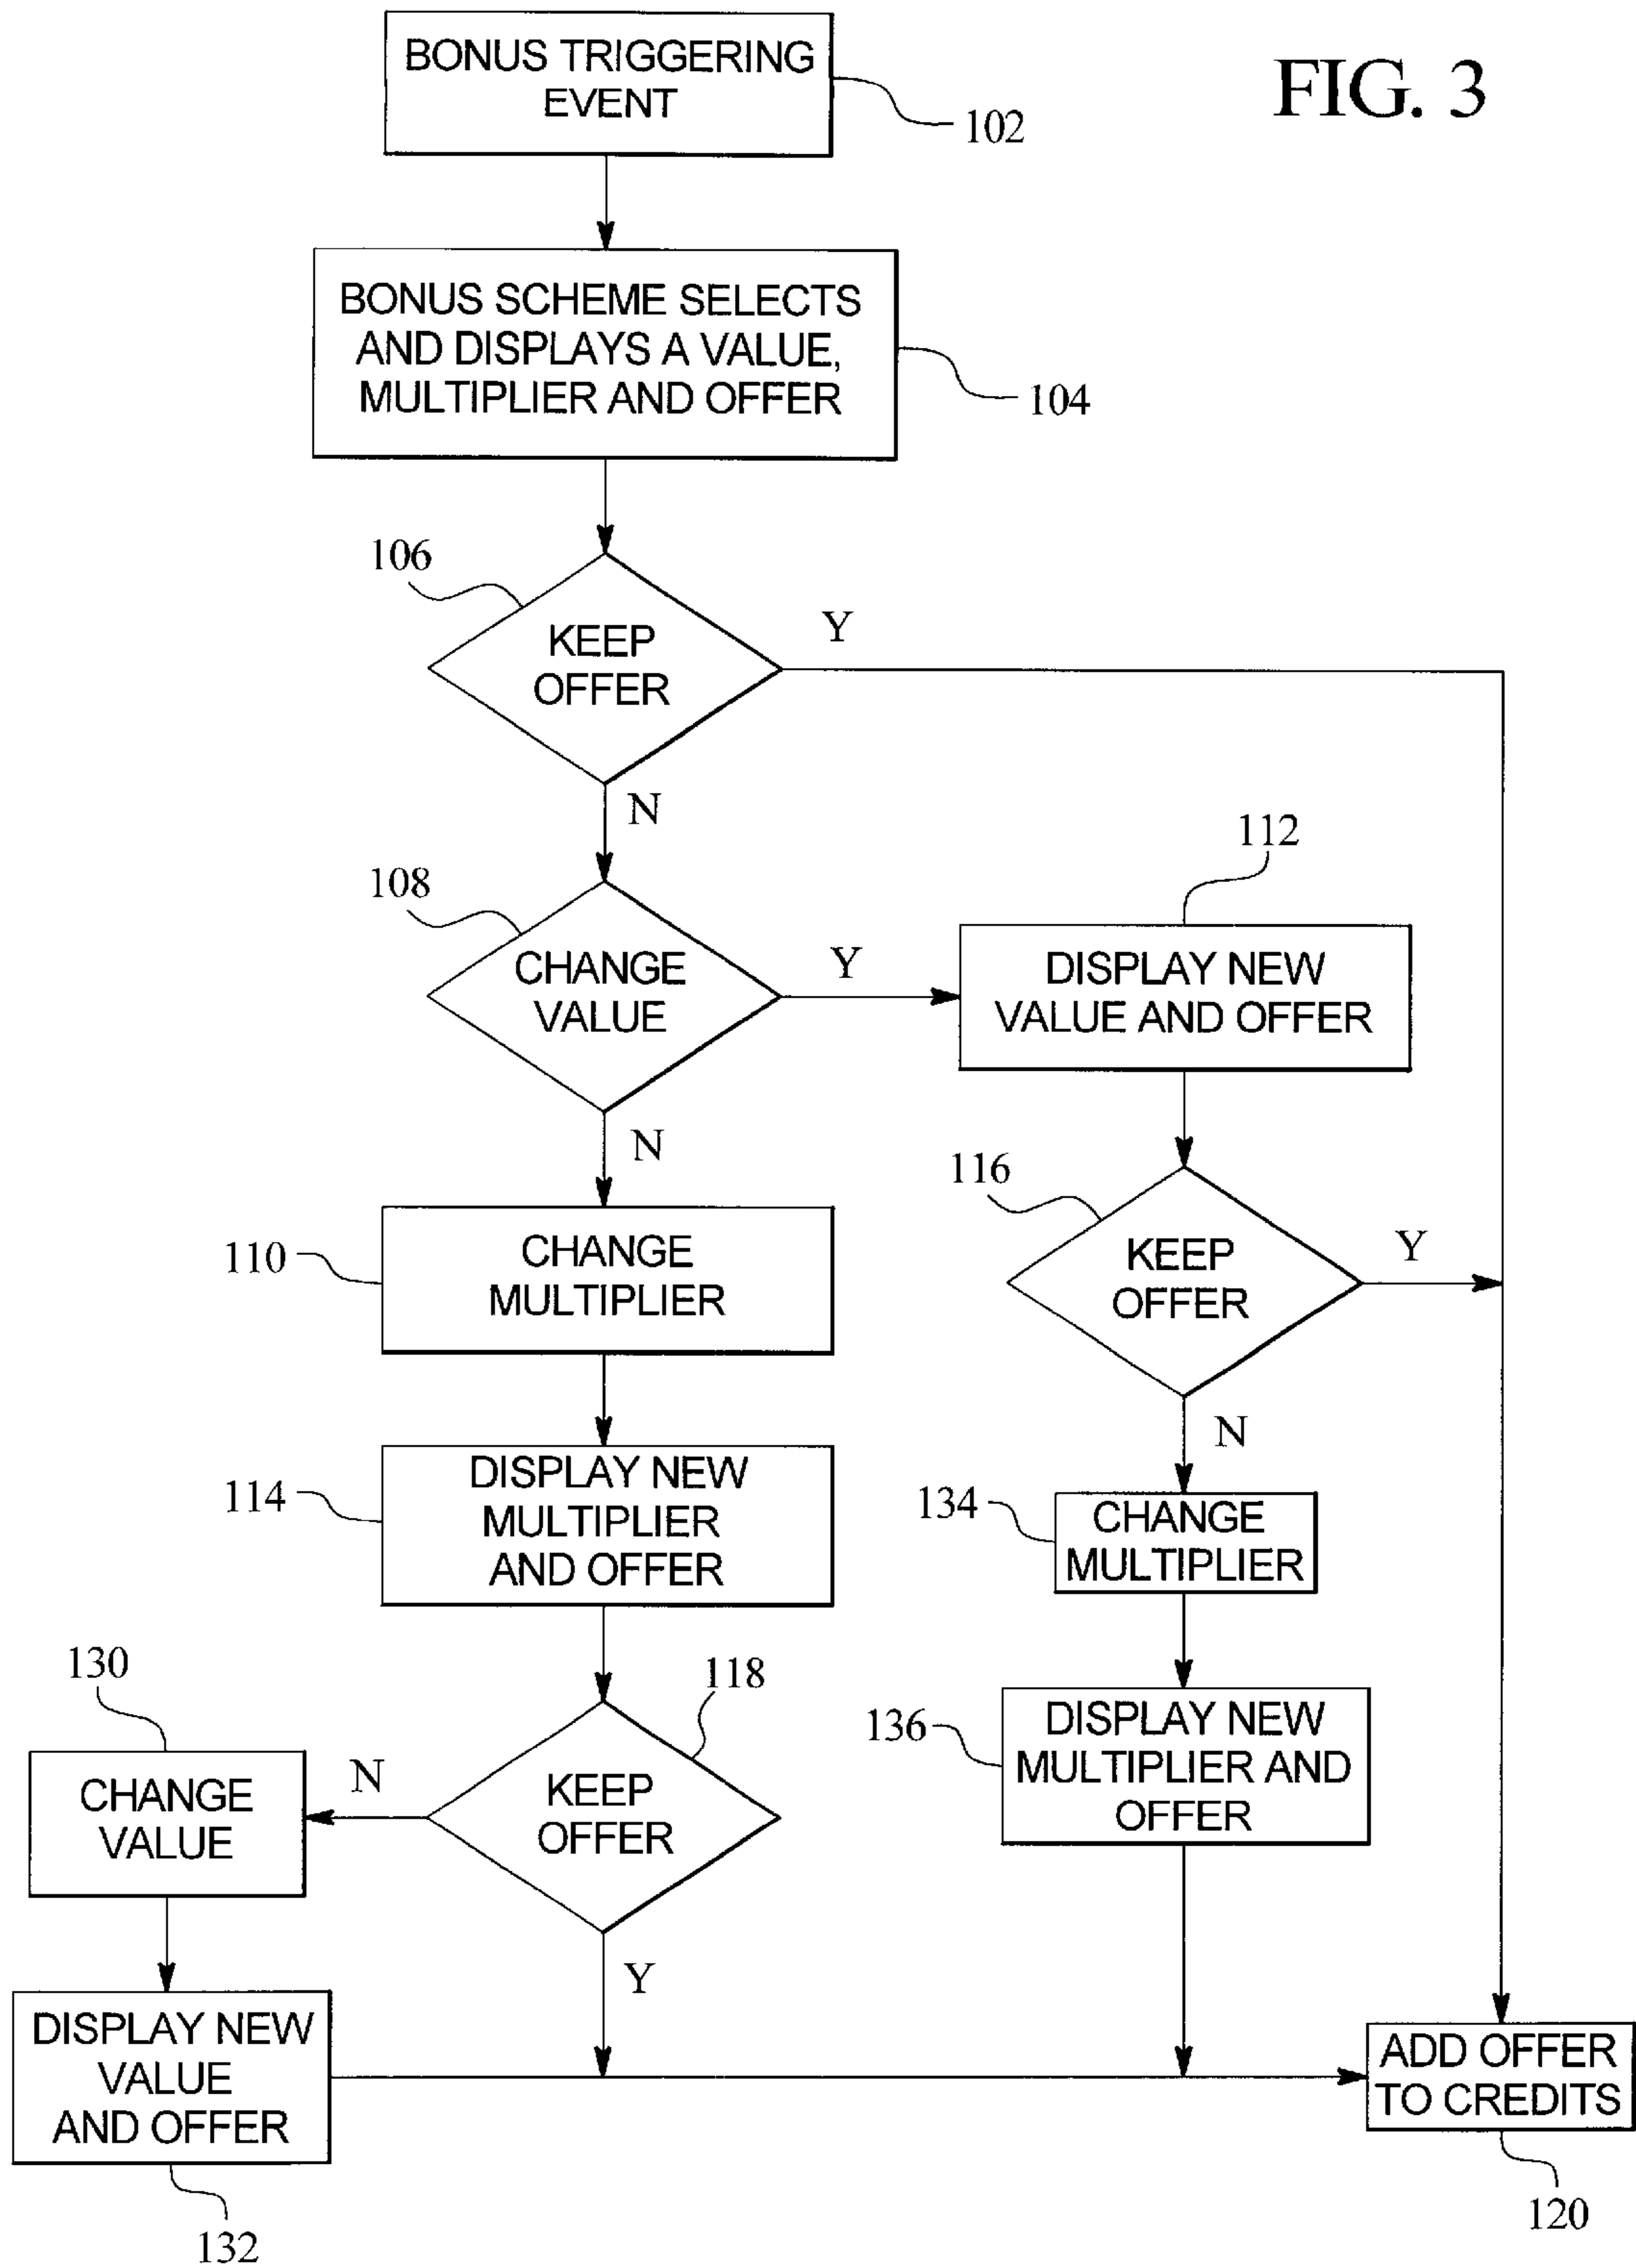 FIG. 3
BONUS TRIGGERING
EVENT
102
BONUS SCHEME SELECTS
AND DISPLAYS A VALUE,
MULTIPLIER AND OFFER
104
106
KEEP
OFFER
Y
N
108
CHANGE
VALUE
Y
N
112
DISPLAY NEW
VALUE AND OFFER
116
KEEP
OFFER
Y
N
110
CHANGE
MULTIPLIER
114
DISPLAY NEW
MULTIPLIER
AND OFFER
134
CHANGE
MULTIPLIER
136
DISPLAY NEW
MULTIPLIER AND
OFFER
118
KEEP
OFFER
N
Y
130
CHANGE
VALUE
DISPLAY NEW
VALUE
AND OFFER
132
ADD OFFER
TO CREDITS
120